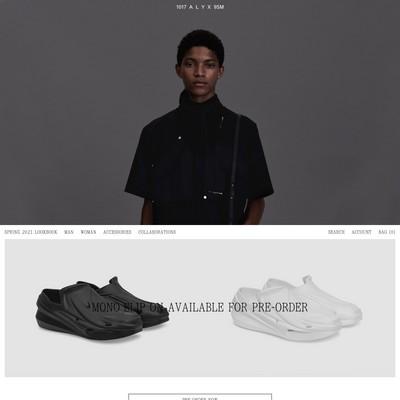 1017 A L Y X 9SM
SPRING 2021 LOOKBOOK MAN WOMAN ACCESSORIES COLLABORATIONS SEARCH ACCOUNT BAG (0)
MONO SLIP ON AVAILABLE FOR PRE-ORDER
PRE-ORDER NOW